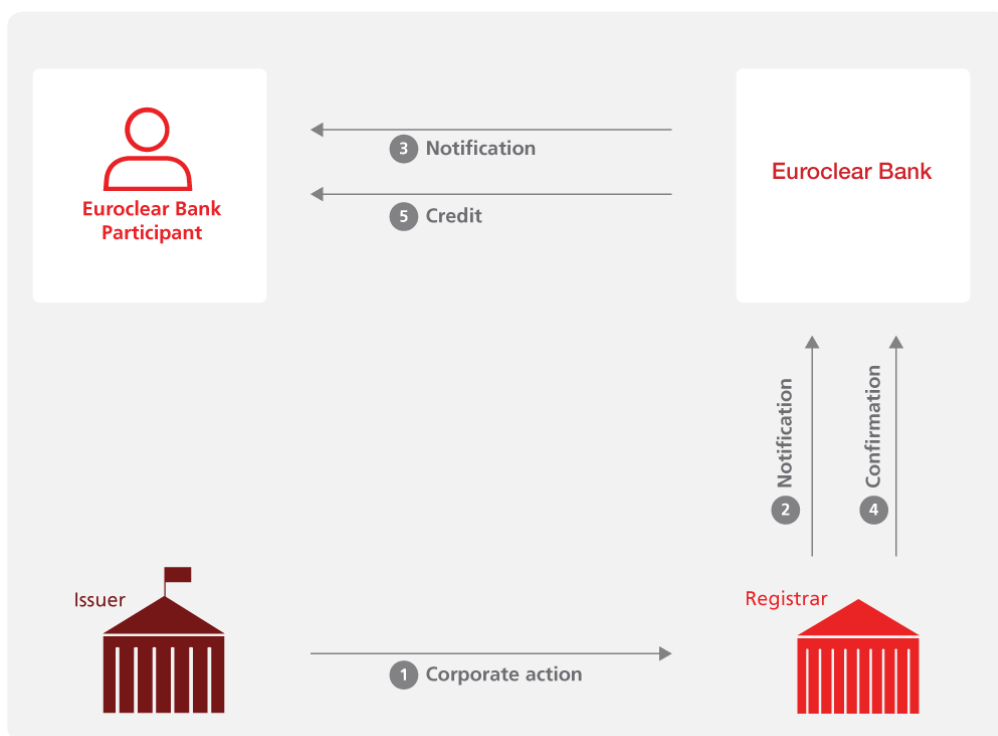 Euroclear Bank
Participant
3 Notification
5 Credit
Euroclear Bank
2 Notification
4 Confirmation
Issuer
1 Corporate action
Registrar